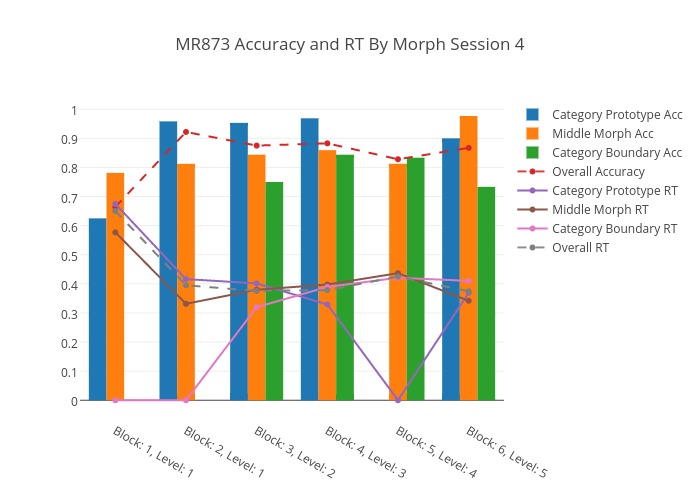 MR873 Accuracy and RT By Morph Session 4
1
0.9
0.8
0.7
0.6
0.5
0.4
0.3
0.2
0.1
0
Block: 1, Level: 1
Block: 2, Level: 1
Block: 3, Level: 2
Block: 4, Level: 3
Block: 5, Level: 4
Block: 6, Level: 5
Category Prototype Acc
Middle Morph Acc
Category Boundary Acc
Overall Accuracy
Category Prototype RT
Middle Morph RT
Category Boundary RT
Overall RT